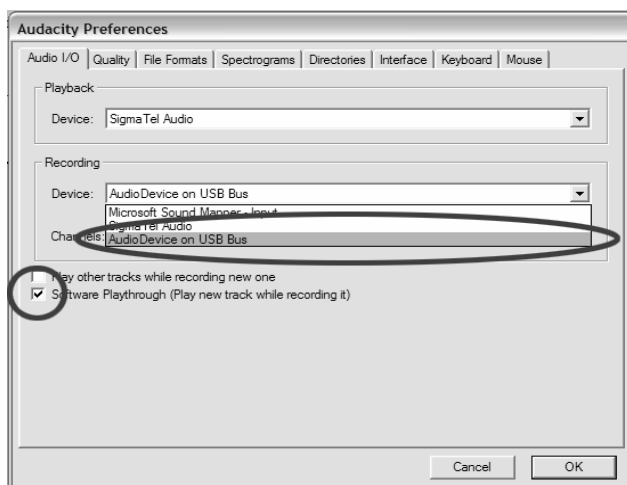 Audacity Preferences
Audio I/O Quality File Formats Spectrograms Directories Interface Keyboard Mouse
Playback
Device: SigmaTel Audio
Recording
Device: AudioDevice on USB Bus
Microsoft Sound Mapper - Input
SigmaTel Audio
Channels: AudioDevice on USB Bus
Play other tracks while recording new one
Software Playthrough (Play new track while recording it)
Cancel OK